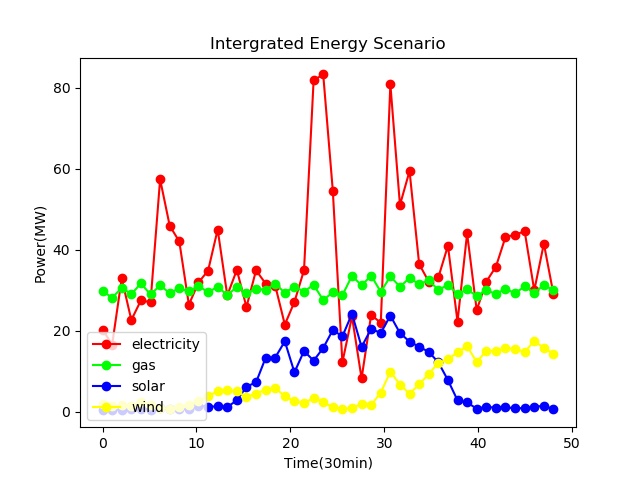 Intergrated Energy Scenario
Power(MW)
80
60
40
20
0
electricity
gas
solar
wind
0 10 20 30 40 50
Time(30min)